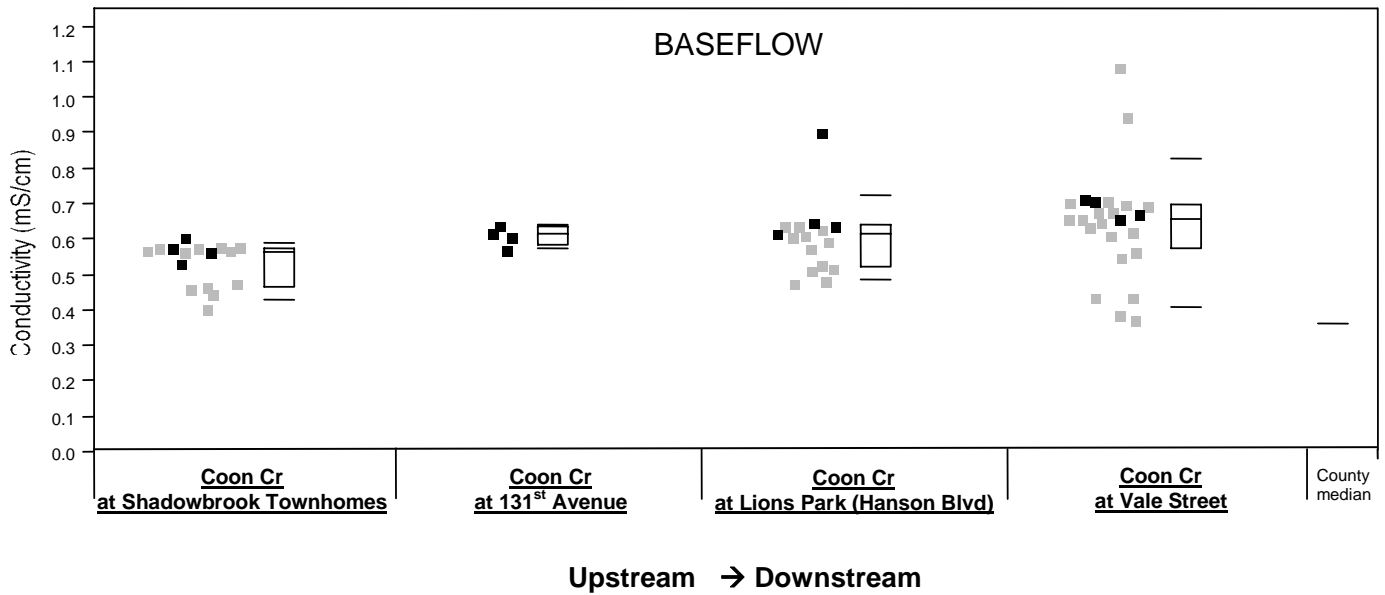 BASEFLOW
Conductivity (mS/cm)
1.2
1.1
1.0
0.9
0.8
0.7
0.6
0.5
0.4
0.3
0.2
0.1
0.0
Coon Cr
at Shadowbrook Townhomes
Coon Cr
at 131st Avenue
Coon Cr
at Lions Park (Hanson Blvd)
Coon Cr
at Vale Street
County
median
Upstream → Downstream